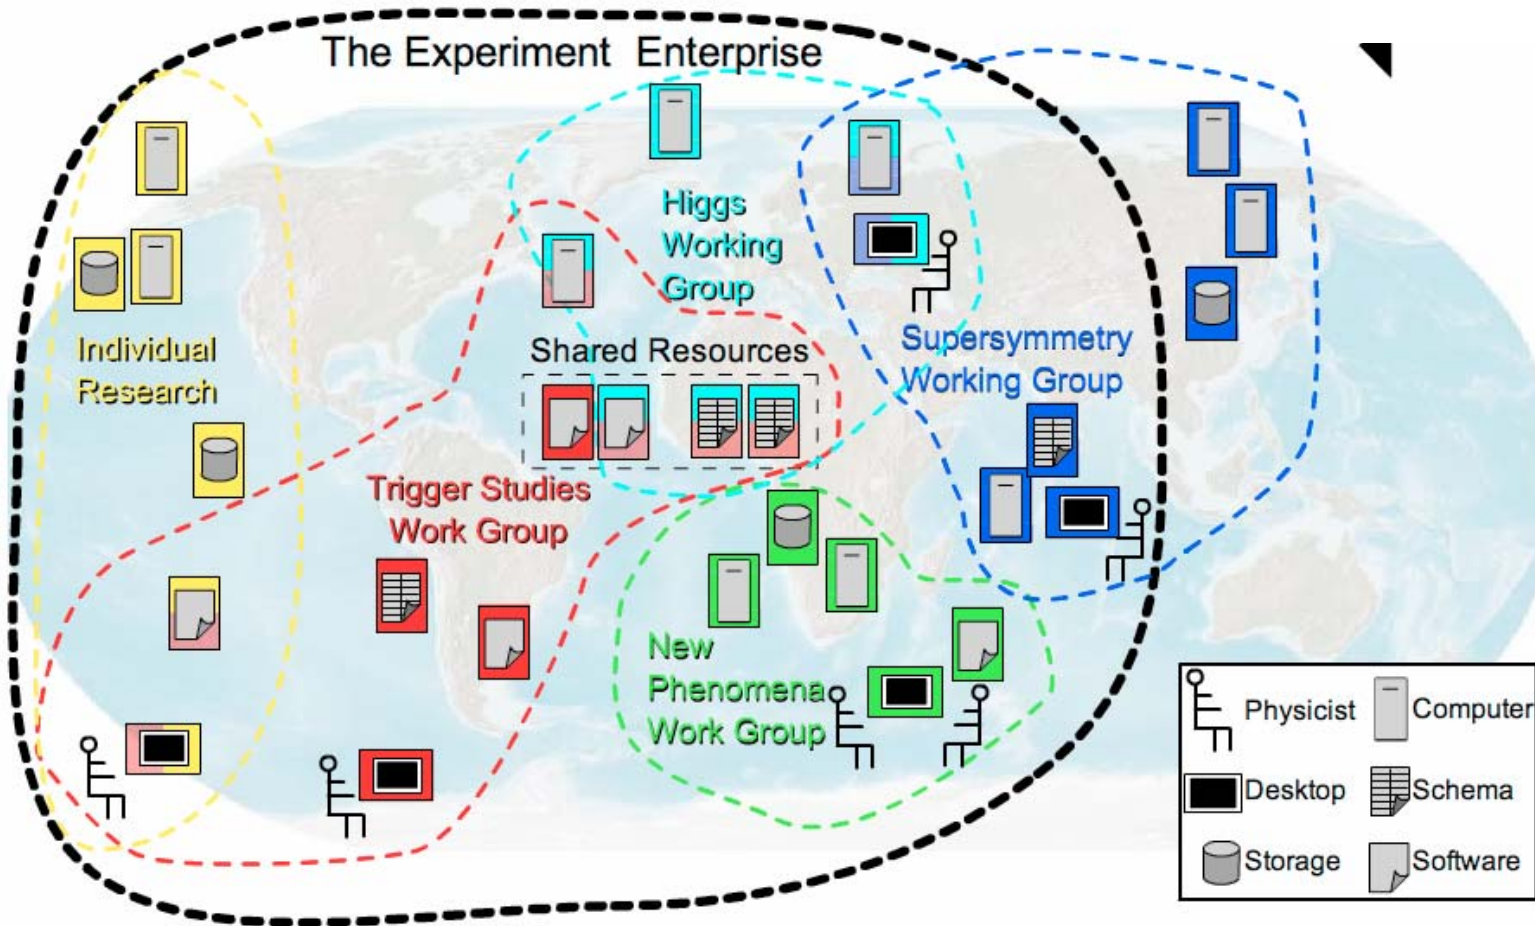 The Experiment Enterprise
Higgs
Working
Group
Individual
Research
Shared Resources
Supersymmetry
Working Group
Trigger Studies
Work Group
New
Phenomena
Work Group
Physicist
Computer
Desktop
Schema
Storage
Software